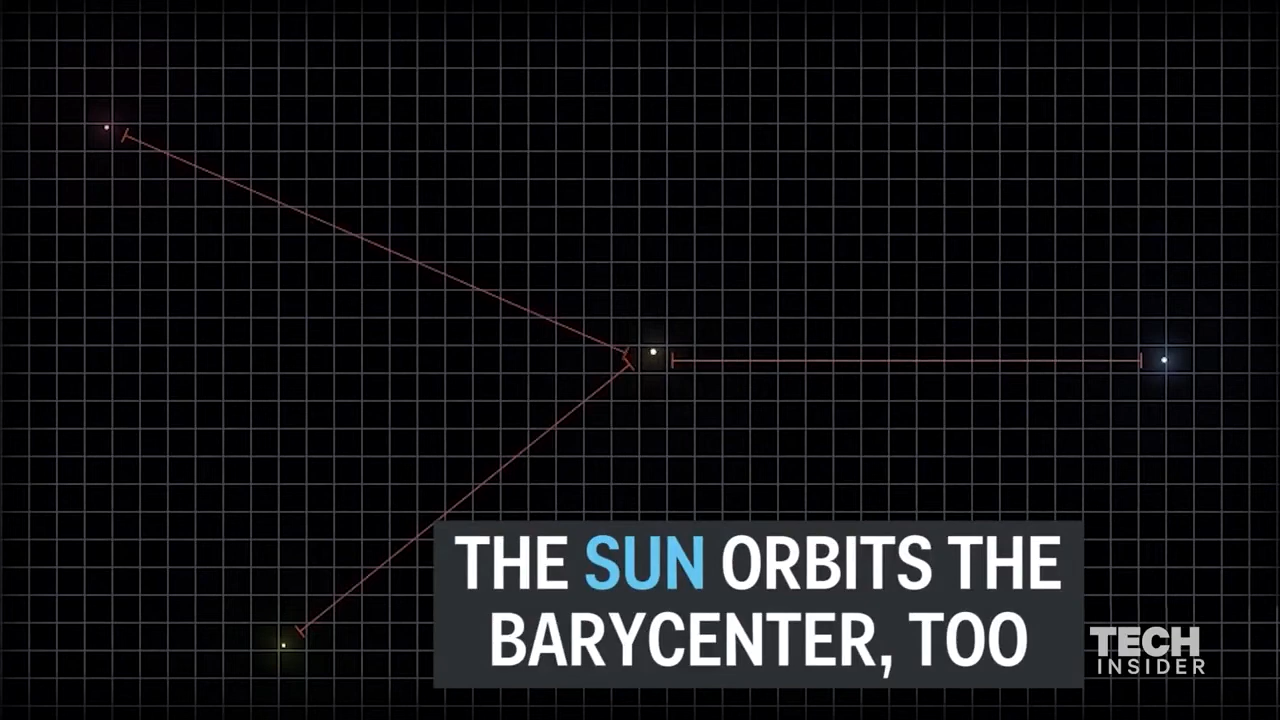 THE SUN ORBITS THE
BARYCENTER, TOO
TECH
INSIDER